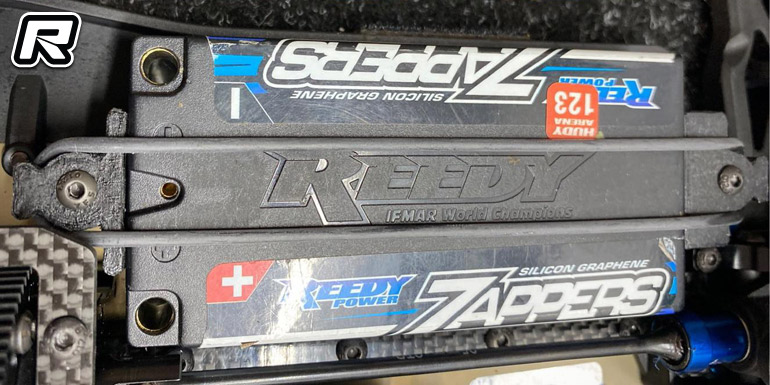 R
ZAPPERS
SILICON GRAPHENE
REEDY
POWER
123
HUDY
ARENA
REEDY
IFMAR World Champions
SILICON GRAPHENE
REEDY
POWER
ZAPPERS